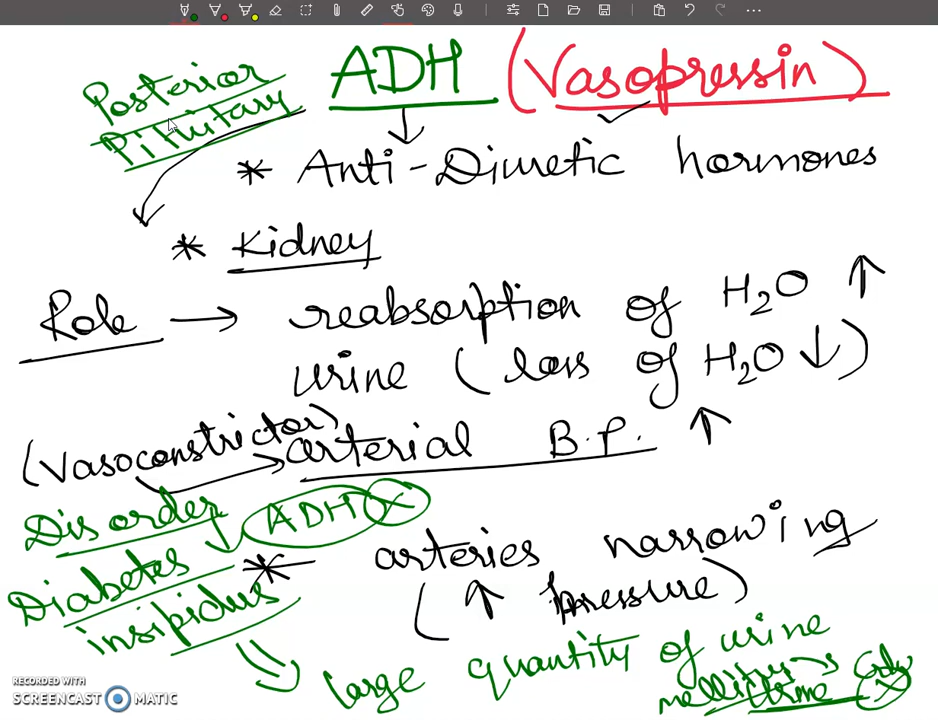 Posterior
Pituitary
ADH (Vasopressin)
* Anti-Diuretic hormones
* Kidney
Role → reabsorption of H2O ↑
urine (loss of H2O ↓)
(Vasoconstrictor) → arterial B.P. ↑
Disorder
ADH X
Diabetes
insipidus
* arteries narrowing
(↑ pressure)
large quantity of urine
mellitus →
RECORDED WITH
SCREENCAST MATIC